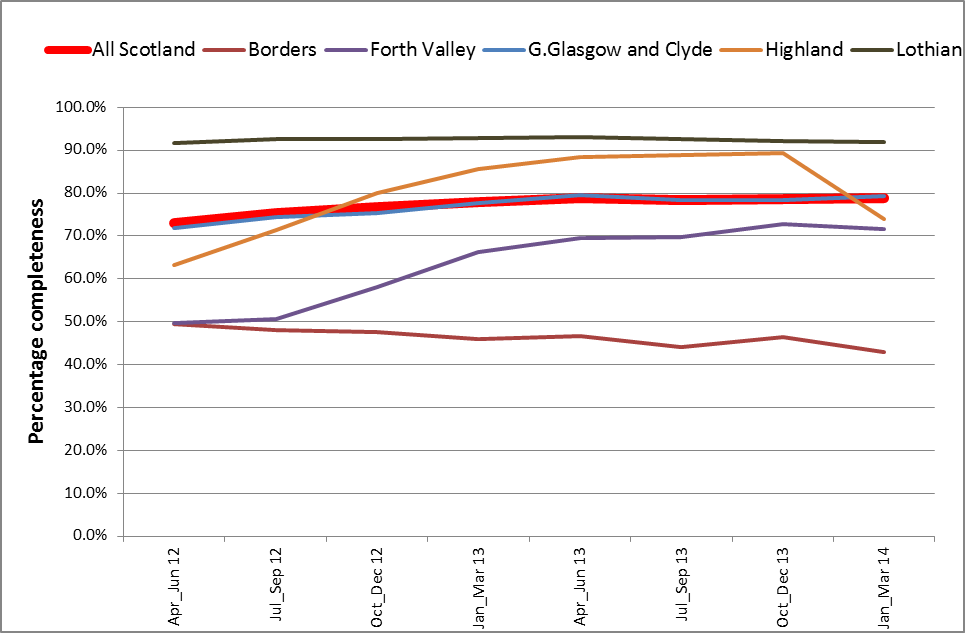 All Scotland Borders Forth Valley G.Glasgow and Clyde Highland Lothian
Percentage completeness
100.0%
90.0%
80.0%
70.0%
60.0%
50.0%
40.0%
30.0%
20.0%
10.0%
0.0%
Apr_Jun 12
Jul_Sep 12
Oct_Dec 12
Jan_Mar 13
Apr_Jun 13
Jul_Sep 13
Oct_Dec 13
Jan_Mar 14